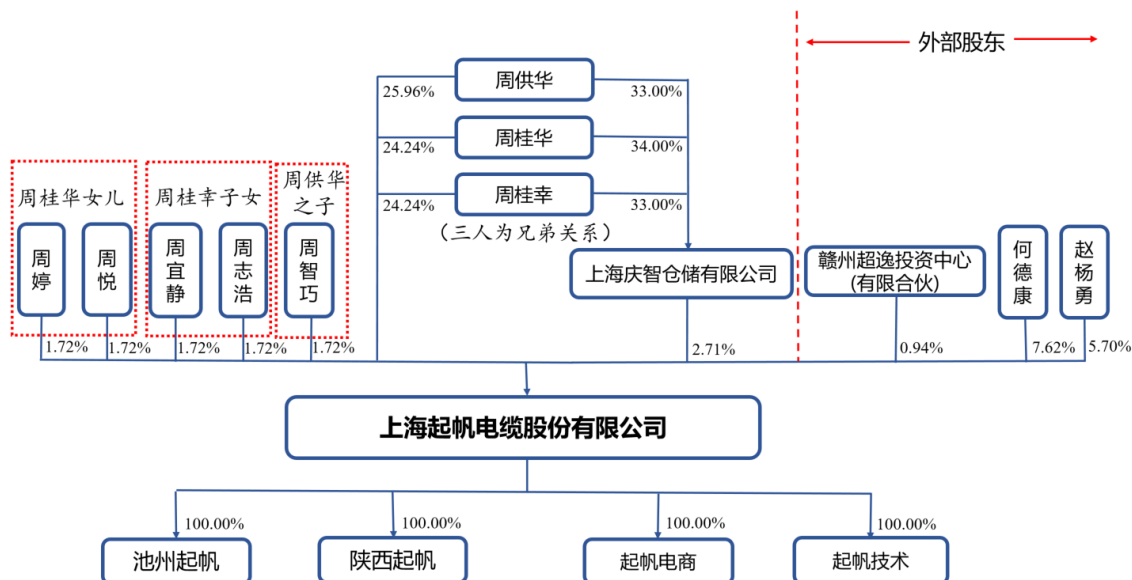 外部股东
周供华
25.96%
33.00%
周桂华
24.24%
34.00%
周桂幸
24.24%
33.00%
（三人为兄弟关系）
周桂华女儿
周桂幸子女
周供华
之子
周婷
周悦
周宜静
周志浩
周智巧
上海庆智仓储有限公司
赣州超逸投资中心
(有限合伙)
何德康
赵杨勇
1.72%
1.72%
1.72%
1.72%
1.72%
2.71%
0.94%
7.62%
5.70%
上海起帆电缆股份有限公司
100.00%
100.00%
100.00%
100.00%
池州起帆
陕西起帆
起帆电商
起帆技术